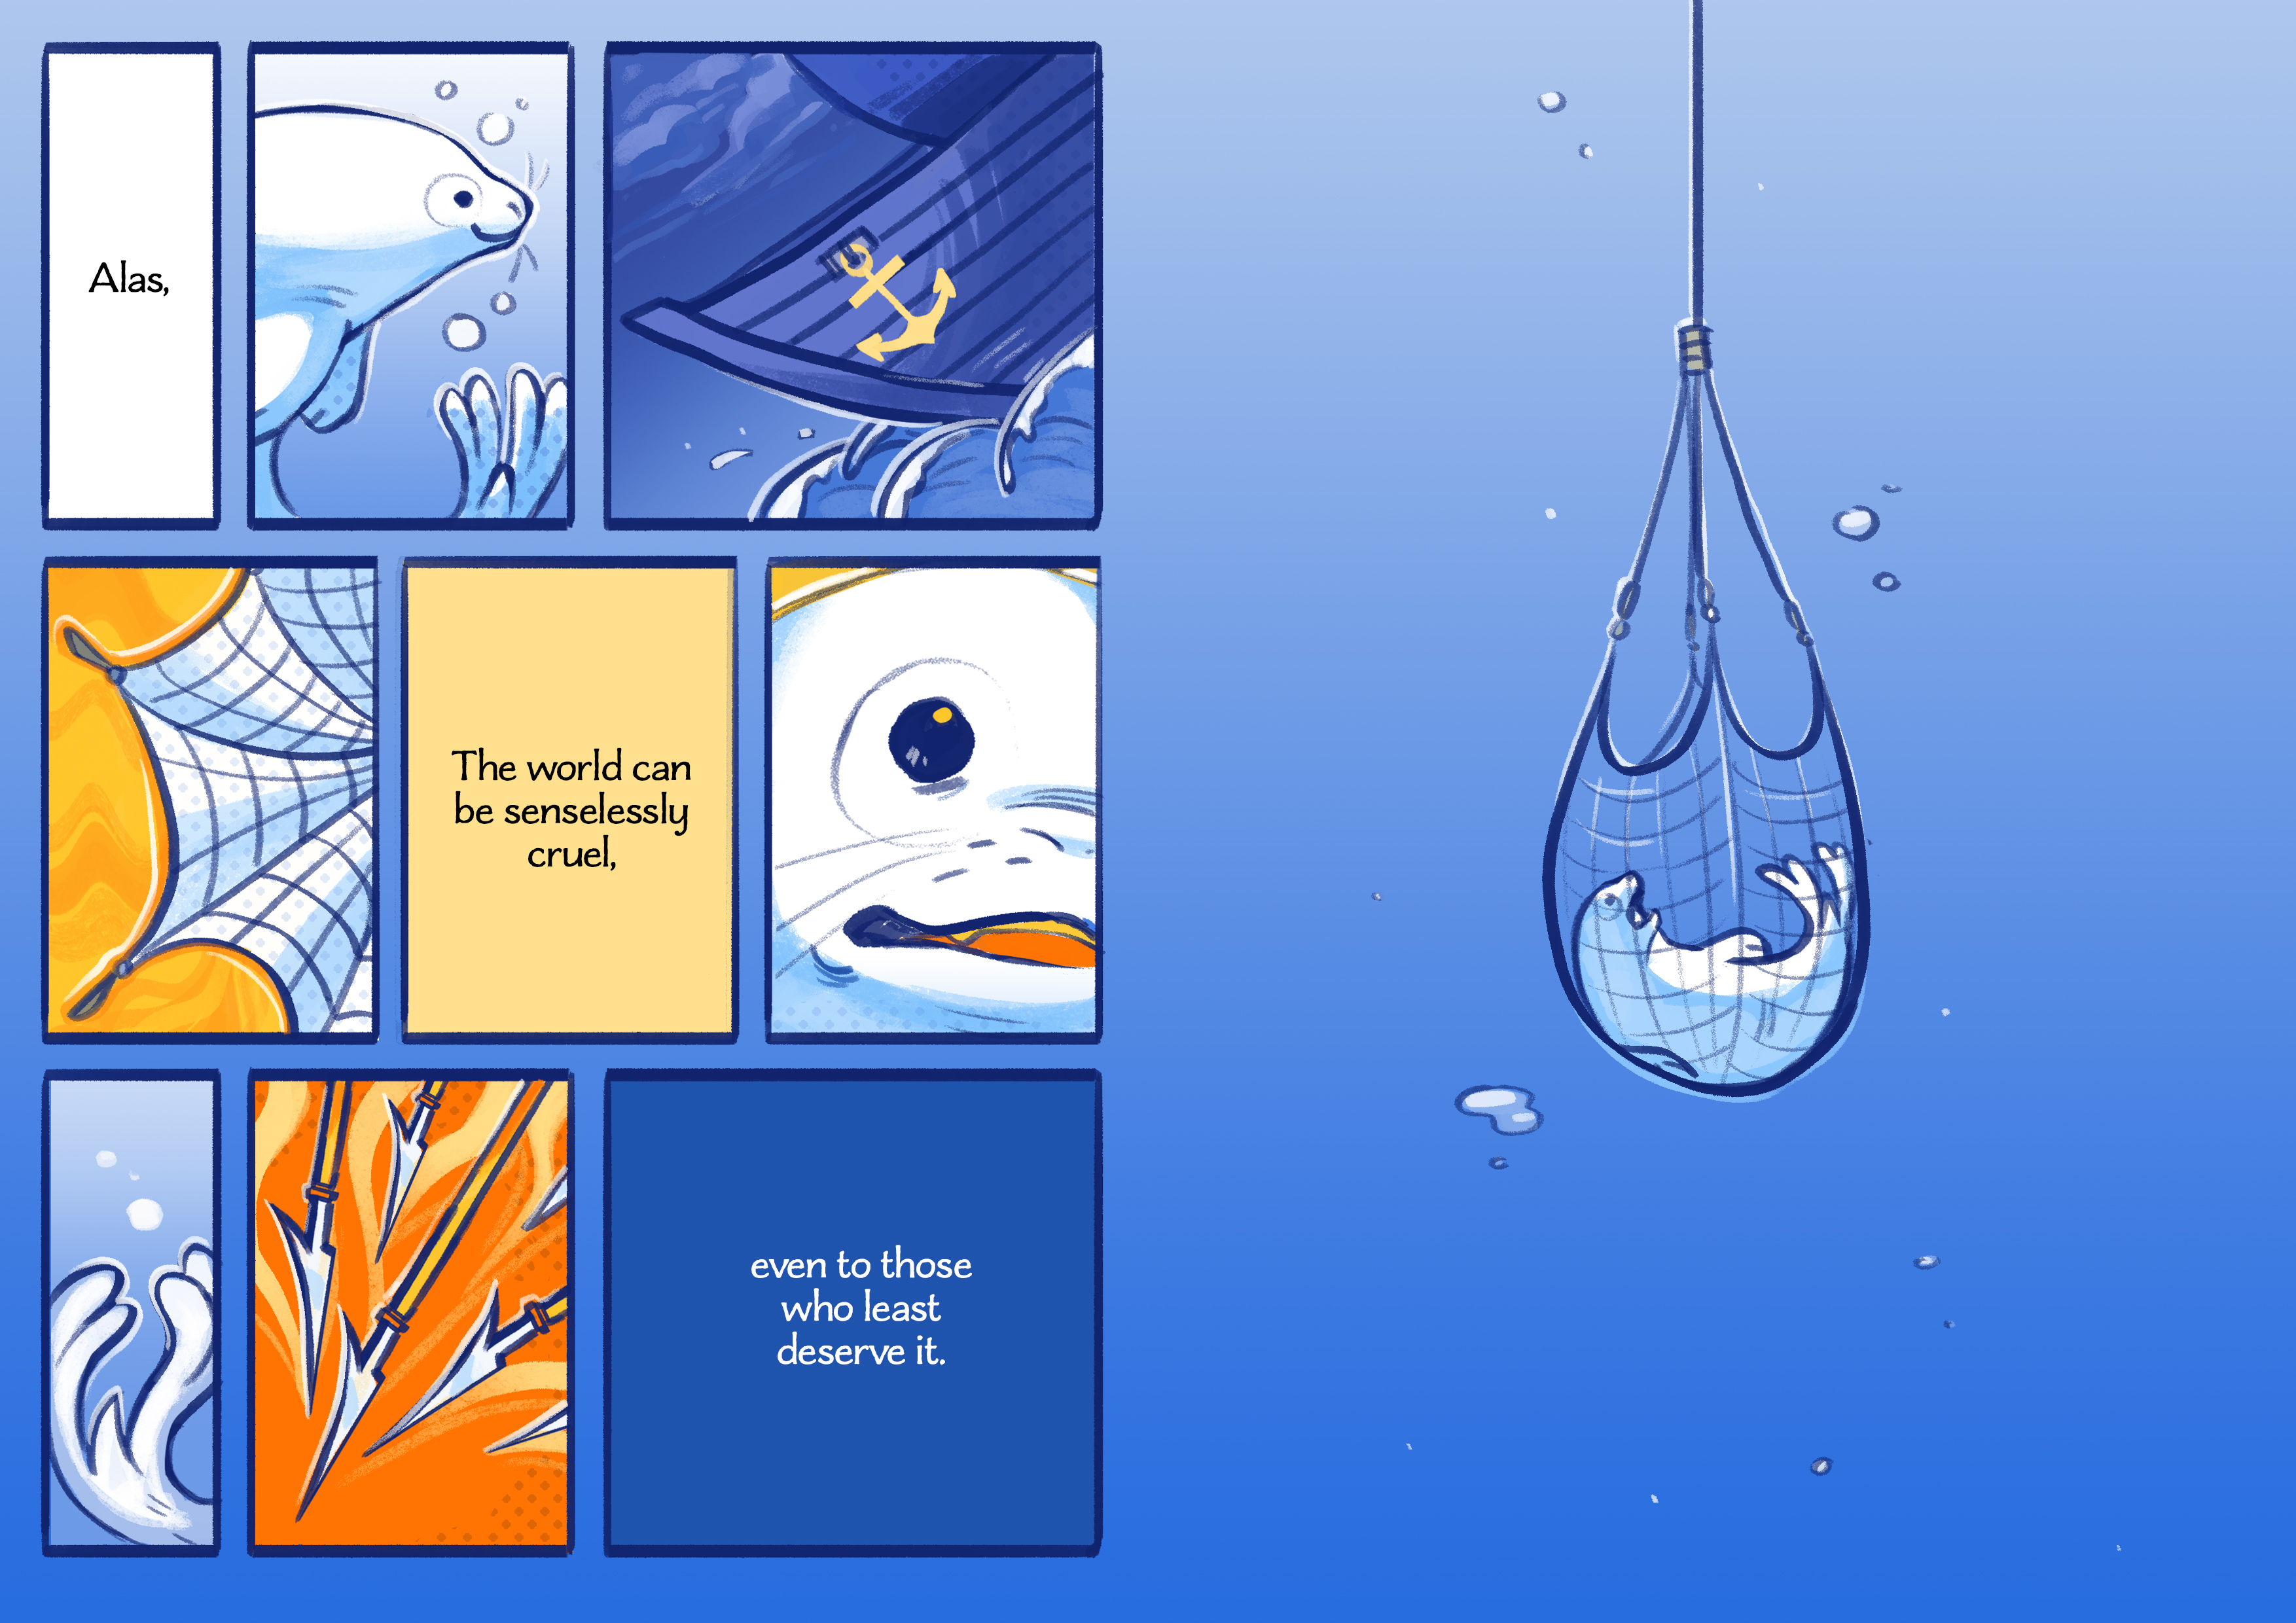 Alas,
The world can
be senselessly
cruel,
even to those
who least
deserve it.